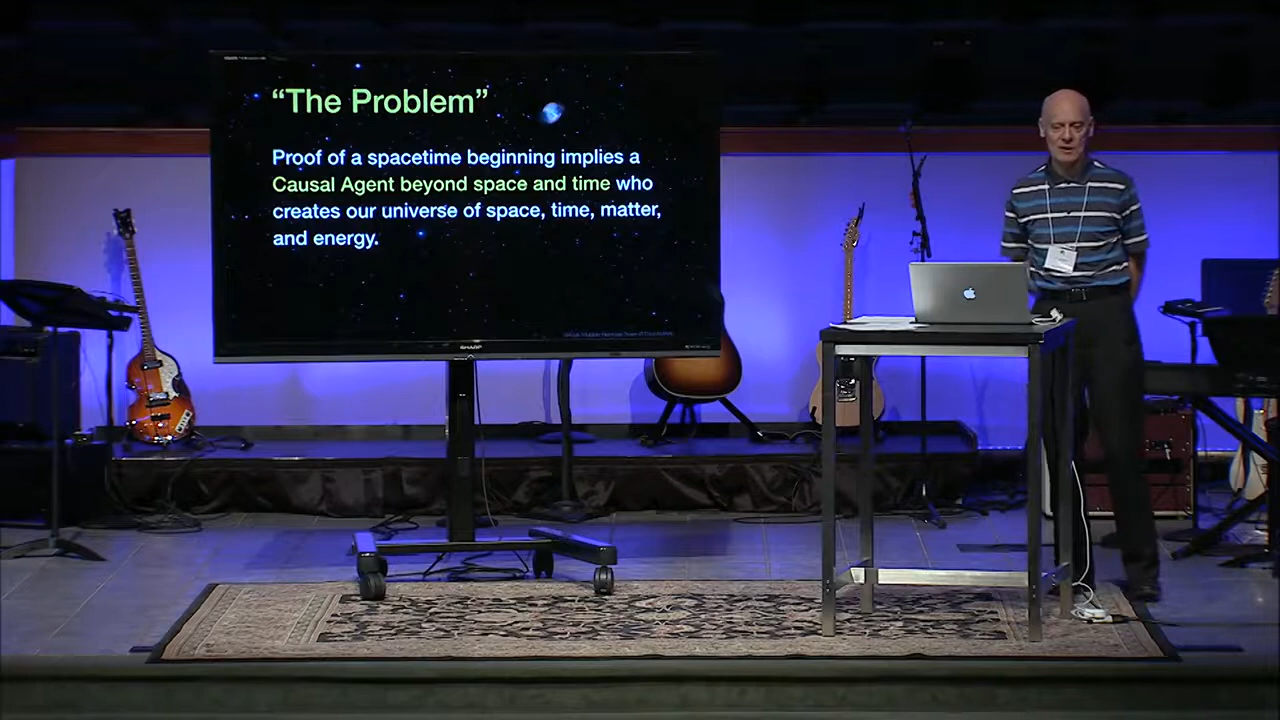 “The Problem”
Proof of a spacetime beginning implies a
Causal Agent beyond space and time who
creates our universe of space, time, matter,
and energy.
SHARP